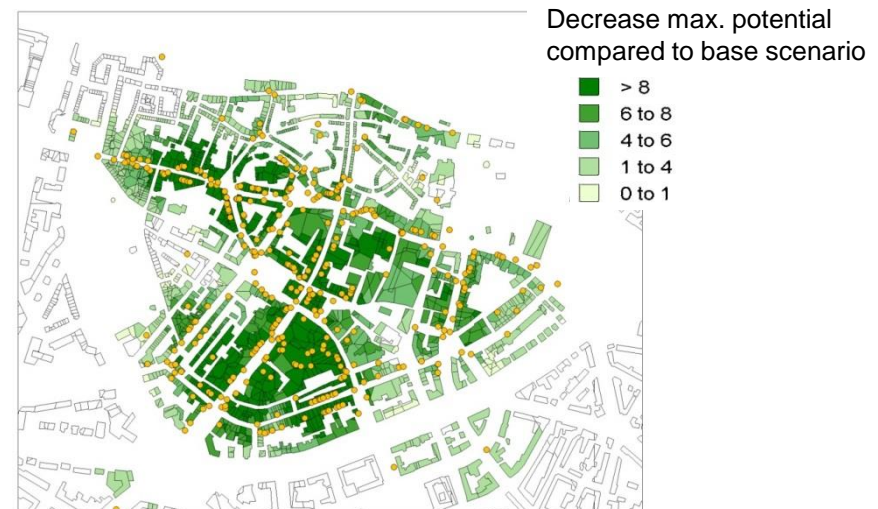 Decrease max. potential
compared to base scenario
> 8
6 to 8
4 to 6
1 to 4
0 to 1